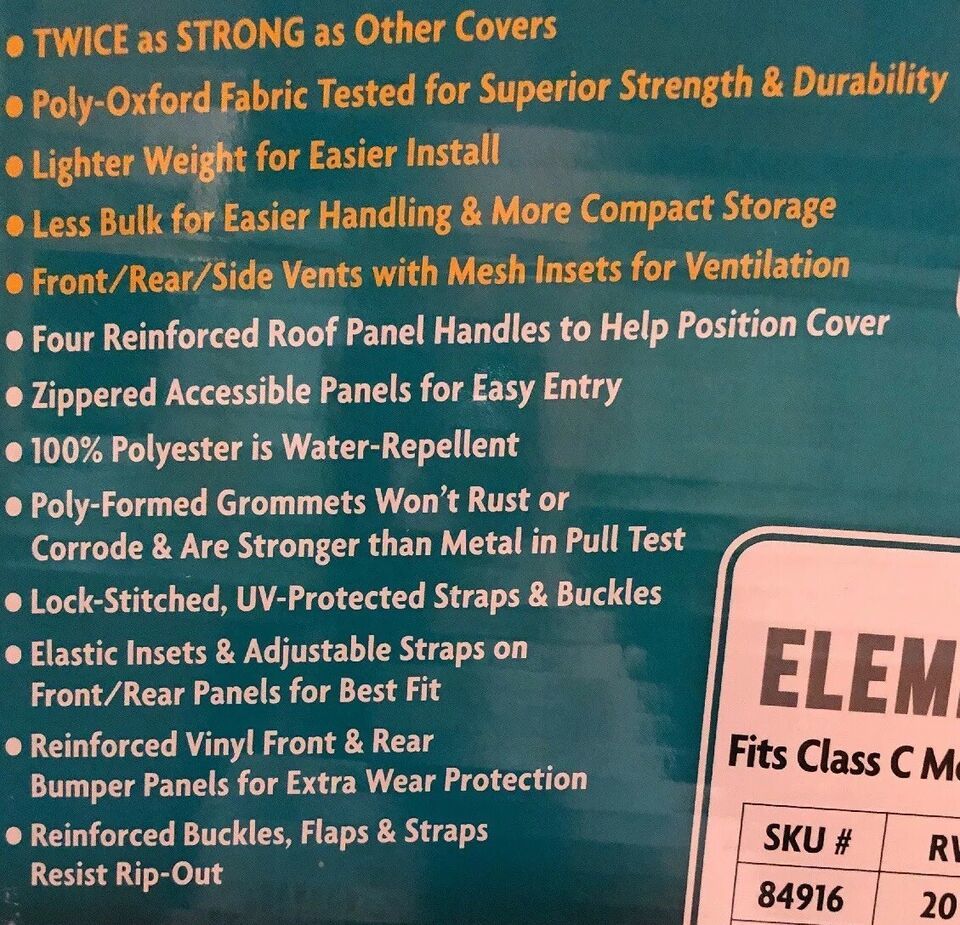 • TWICE as STRONG as Other Covers
• Poly-Oxford Fabric Tested for Superior Strength & Durability
• Lighter Weight for Easier Install
• Less Bulk for Easier Handling & More Compact Storage
• Front/Rear/Side Vents with Mesh Insets for Ventilation
• Four Reinforced Roof Panel Handles to Help Position Cover
• Zippered Accessible Panels for Easy Entry
• 100% Polyester is Water-Repellent
• Poly-Formed Grommets Won't Rust or
Corrode & Are Stronger than Metal in Pull Test
• Lock-Stitched, UV-Protected Straps & Buckles
• Elastic Insets & Adjustable Straps on
Front/Rear Panels for Best Fit
• Reinforced Vinyl Front & Rear
Bumper Panels for Extra Wear Protection
• Reinforced Buckles, Flaps & Straps
Resist Rip-Out
ELEM
Fits Class C
SKU # RV
84916 20